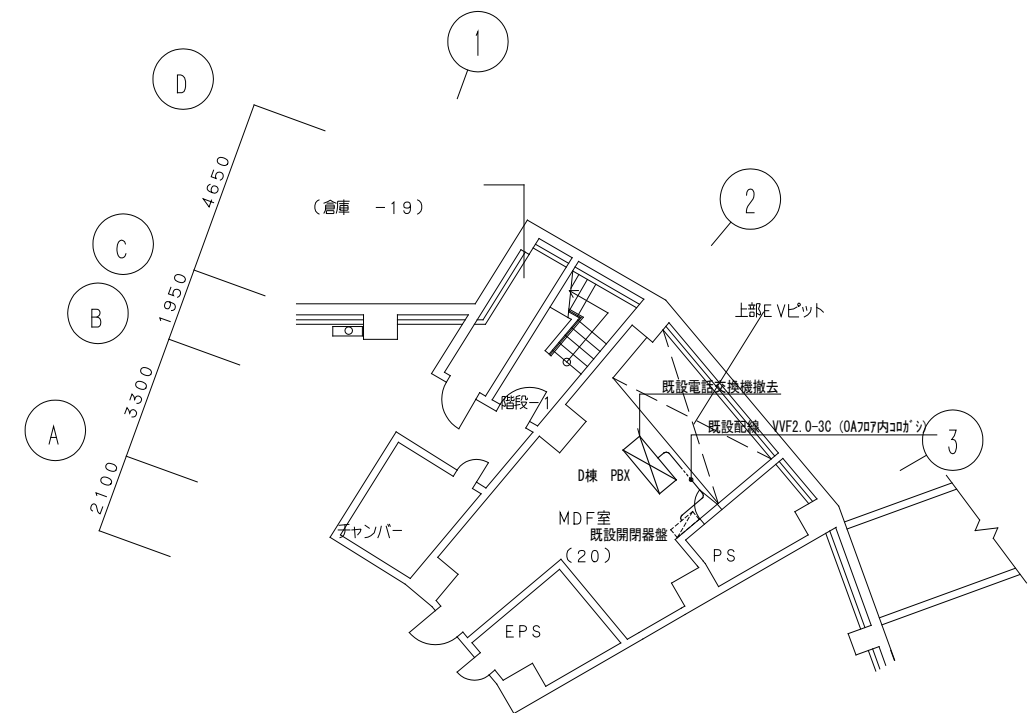 1
D
4650
(倉庫 -19)
2
C
1950
B
上部EVピット
3300
階段-1
既設電話交換機撤去
A
既設配線 VVF2.0-3C (OAフロア内コロガシ)
3
2100
D棟 PBX
MDF室
チャンバー
既設開閉器盤
(20)
PS
EPS